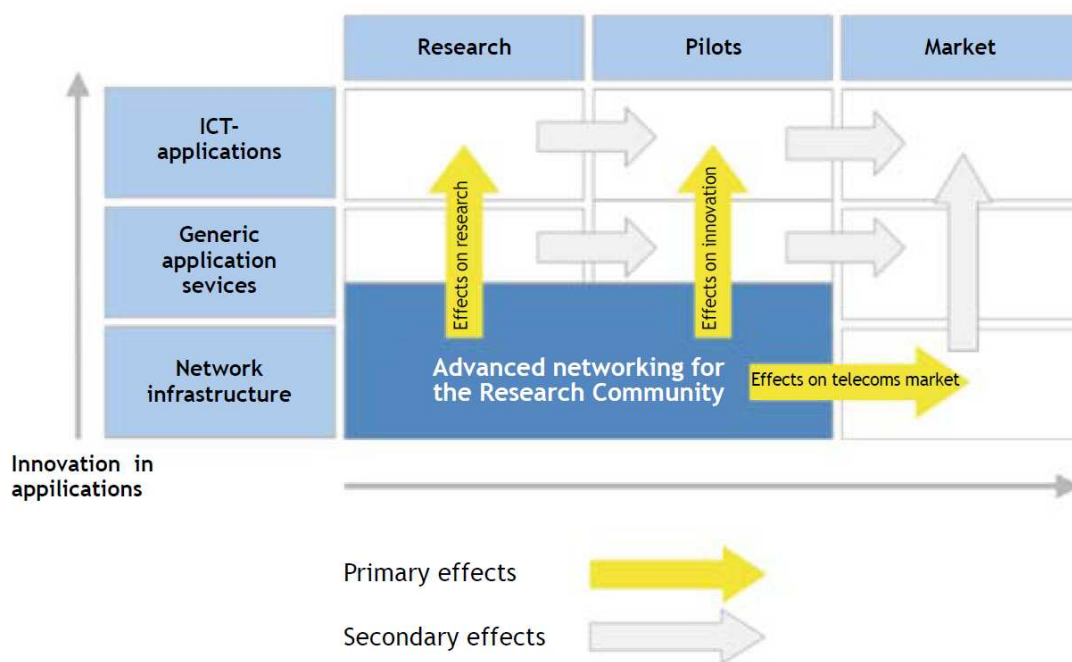 Research
Pilots
Market
ICT-
applications
Effects on research
Effects on innovation
Generic
application
sevices
Network
infrastructure
Advanced networking for
the Research Community
Effects on telecoms market
Innovation in
appilications
Primary effects
Secondary effects